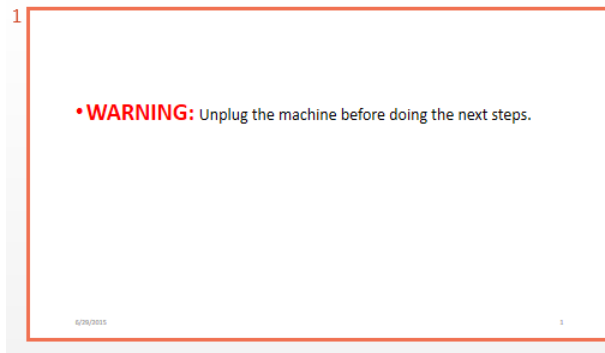 1
• WARNING: Unplug the machine before doing the next steps.
6/29/2015 1